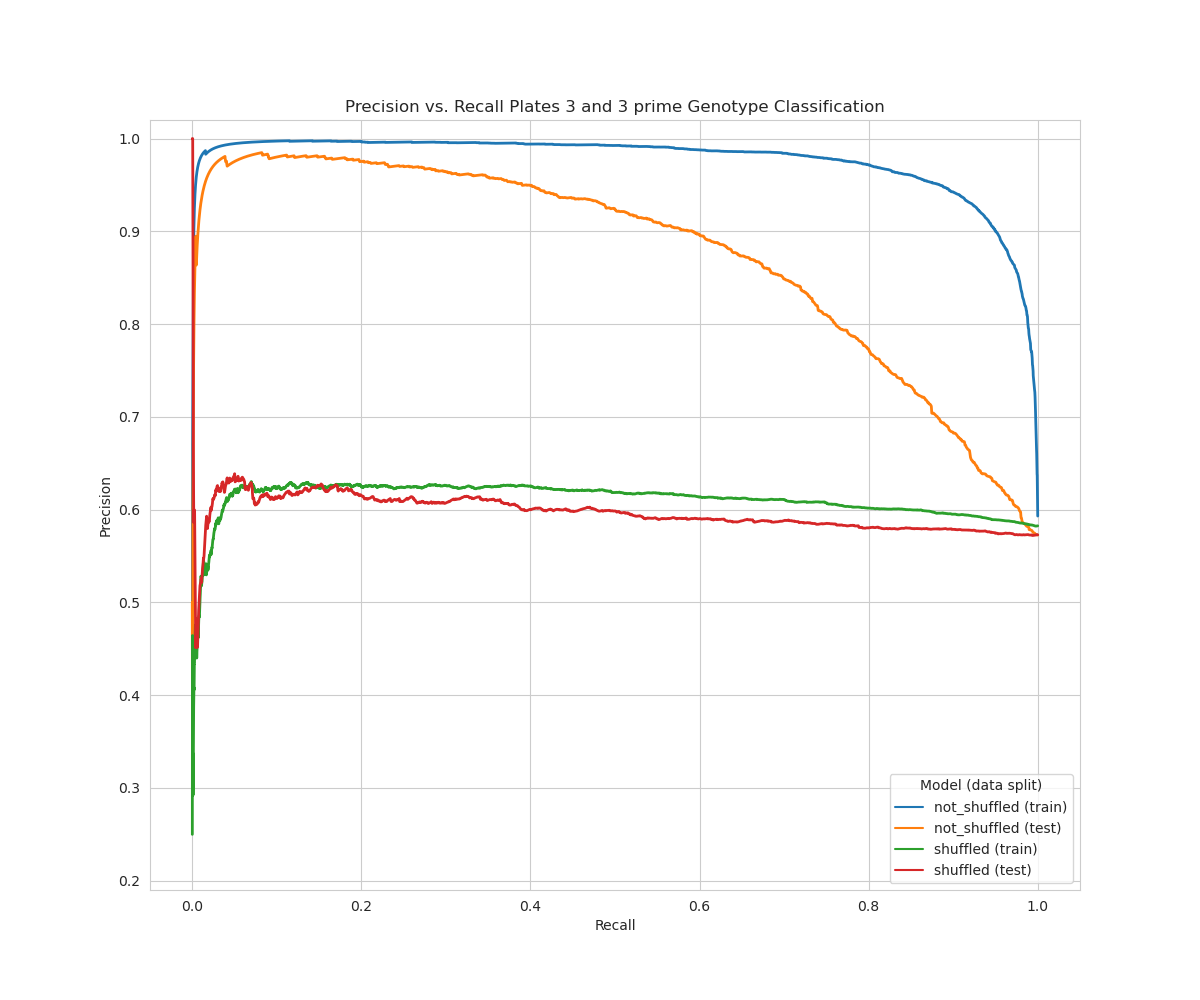 Precision vs. Recall Plates 3 and 3 prime Genotype Classification
1.0
0.9
0.8
0.7
0.6
0.5
0.4
0.3
0.2
Precision
0.0
0.2
0.4
0.6
0.8
1.0
Recall
Model (data split)
not_shuffled (train)
not_shuffled (test)
shuffled (train)
shuffled (test)